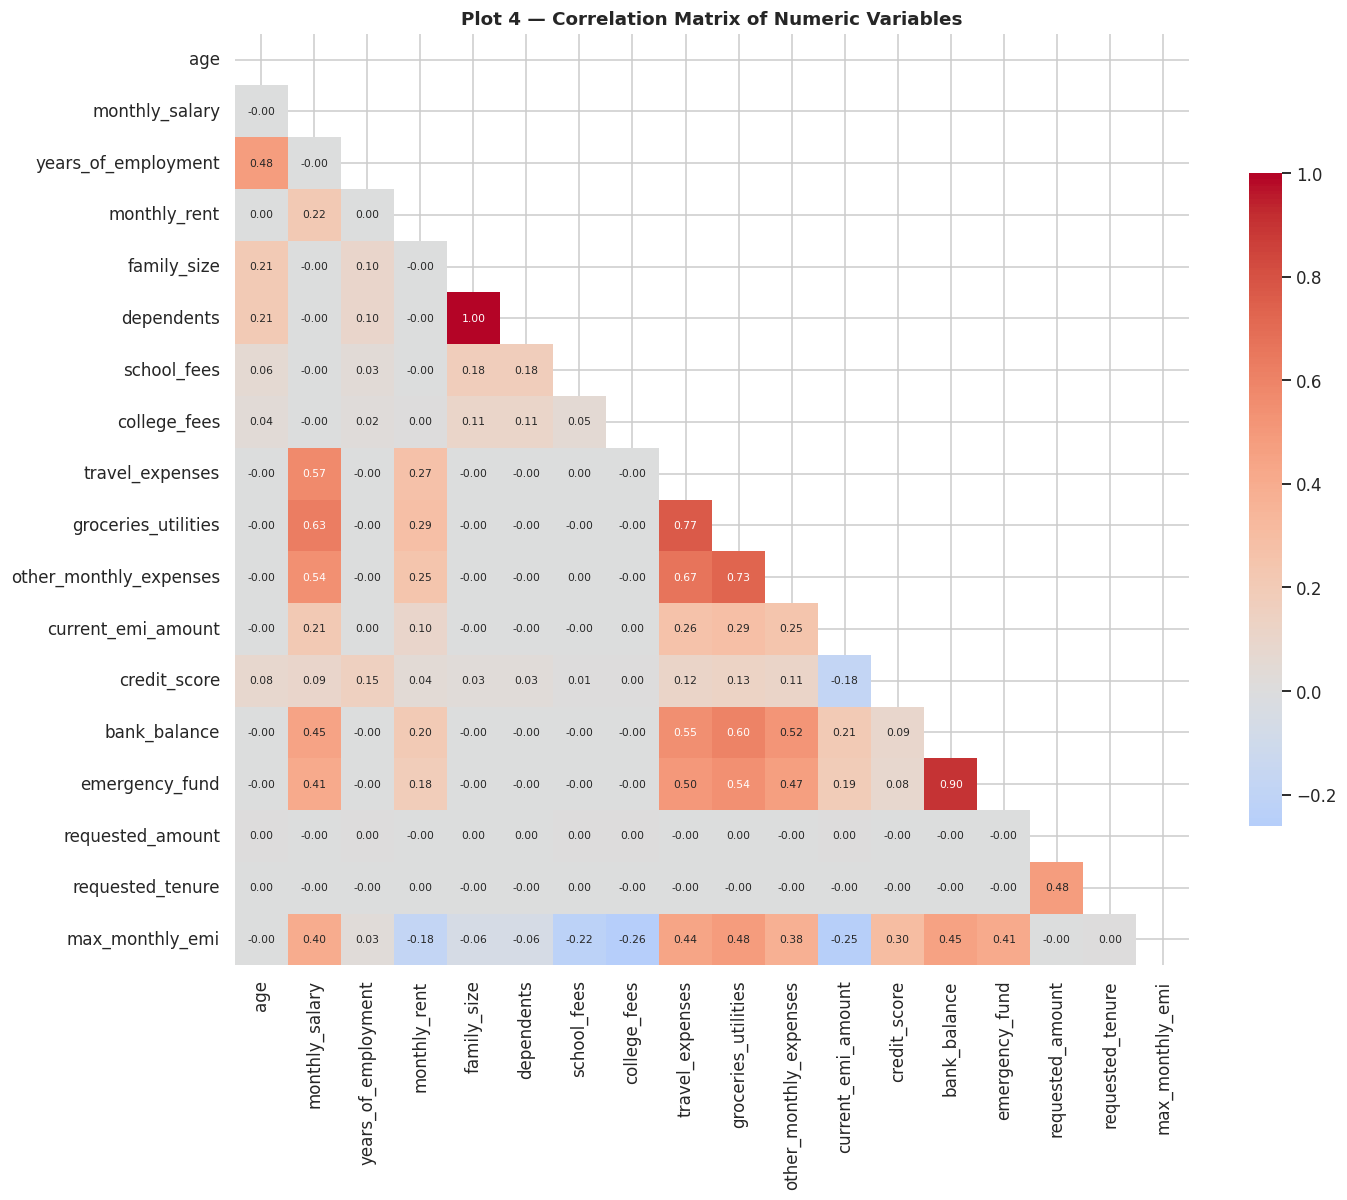 Plot 4 — Correlation Matrix of Numeric Variables
age
monthly_salary -0.00
years_of_employment 0.48 -0.00
monthly_rent 0.00 0.22 0.00
family_size 0.21 -0.00 0.10 -0.00
dependents 0.21 -0.00 0.10 -0.00 1.00
school_fees 0.06 -0.00 0.03 -0.00 0.18 0.18
college_fees 0.04 -0.00 0.02 0.00 0.11 0.11 0.05
travel_expenses -0.00 0.57 -0.00 0.27 -0.00 -0.00 0.00 -0.00
groceries_utilities -0.00 0.63 -0.00 0.29 -0.00 -0.00 -0.00 -0.00 0.77
other_monthly_expenses -0.00 0.54 -0.00 0.25 -0.00 -0.00 0.00 -0.00 0.67 0.73
current_emi_amount -0.00 0.21 0.00 0.10 -0.00 -0.00 -0.00 0.00 0.26 0.29 0.25
credit_score 0.08 0.09 0.15 0.04 0.03 0.03 0.01 0.00 0.12 0.13 0.11 -0.18
bank_balance -0.00 0.45 -0.00 0.20 -0.00 -0.00 -0.00 -0.00 0.55 0.60 0.52 0.21 0.09
emergency_fund -0.00 0.41 -0.00 0.18 -0.00 -0.00 -0.00 -0.00 0.50 0.54 0.47 0.19 0.08 0.90
requested_amount 0.00 -0.00 0.00 -0.00 0.00 0.00 0.00 0.00 -0.00 0.00 -0.00 0.00 -0.00 -0.00 -0.00
requested_tenure 0.00 -0.00 -0.00 0.00 -0.00 -0.00 0.00 -0.00 -0.00 -0.00 -0.00 -0.00 -0.00 -0.00 -0.00 0.48
max_monthly_emi -0.00 0.40 0.03 -0.18 -0.06 -0.06 -0.22 -0.26 0.44 0.48 0.38 -0.25 0.30 0.45 0.41 -0.00 0.00
age
monthly_salary
years_of_employment
monthly_rent
family_size
dependents
school_fees
college_fees
travel_expenses
groceries_utilities
other_monthly_expenses
current_emi_amount
credit_score
bank_balance
emergency_fund
requested_amount
requested_tenure
max_monthly_emi
1.0
0.8
0.6
0.4
0.2
0.0
−0.2